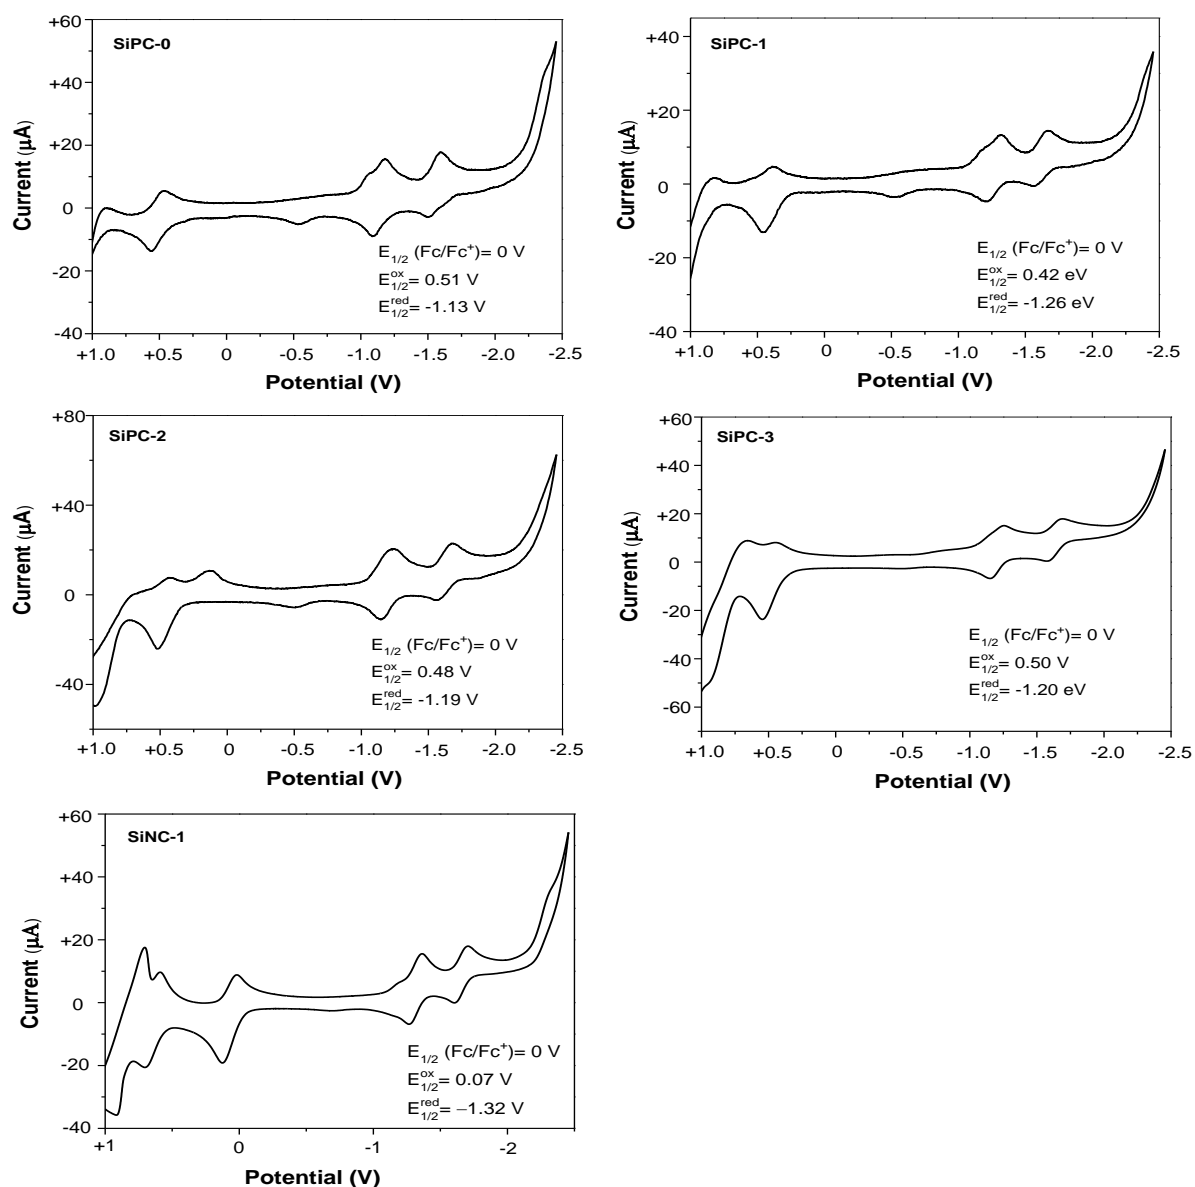 SiPC-0
+60
+40
+20
0
-20
-40
Current (μA)
E1/2 (Fc/Fc+)= 0 V
E1/2ox= 0.51 V
E1/2red= -1.13 V
+1.0 +0.5 0 -0.5 -1.0 -1.5 -2.0 -2.5
Potential (V)
SiPC-1
+40
+20
0
-20
-40
Current (μA)
E1/2 (Fc/Fc+)= 0 V
E1/2ox= 0.42 eV
E1/2red= -1.26 eV
+1.0 +0.5 0 -0.5 -1.0 -1.5 -2.0 -2.5
Potential (V)
SiPC-2
+80
+40
0
-40
Current (μA)
E1/2 (Fc/Fc+)= 0 V
E1/2ox= 0.48 V
E1/2red= -1.19 V
+1.0 +0.5 0 -0.5 -1.0 -1.5 -2.0 -2.5
Potential (V)
SiPC-3
+60
+40
+20
0
-20
-40
-60
Current (μA)
E1/2 (Fc/Fc+)= 0 V
E1/2ox= 0.50 V
E1/2red= -1.20 eV
+1.0 +0.5 0 -0.5 -1.0 -1.5 -2.0 -2.5
Potential (V)
SiNC-1
+60
+40
+20
0
-20
-40
Current (μA)
E1/2 (Fc/Fc+)= 0 V
E1/2ox= 0.07 V
E1/2red= −1.32 V
+1 0 -1 -2
Potential (V)